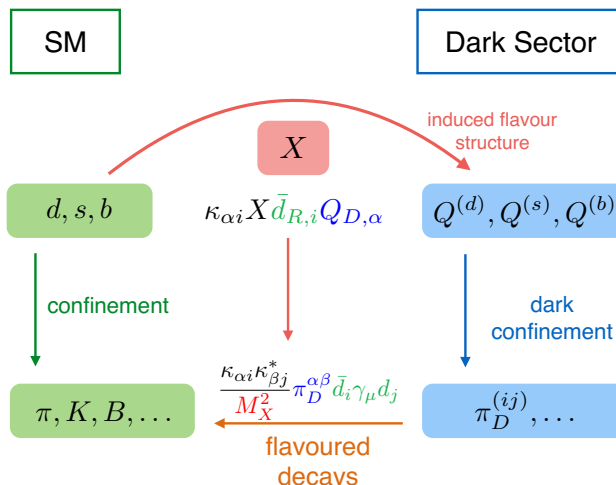 SM
Dark Sector
induced flavour
structure
X
d, s, b
κ_{αi} X d̄_{R,i} Q_{D,α}
Q^{(d)}, Q^{(s)}, Q^{(b)}
confinement
dark
confinement
π, K, B, . . .
κ_{αi} κ*_{βj} / M_X^2 π_D^{αβ} d̄_i γ_μ d_j
π_D^{(ij)}, . . .
flavoured
decays